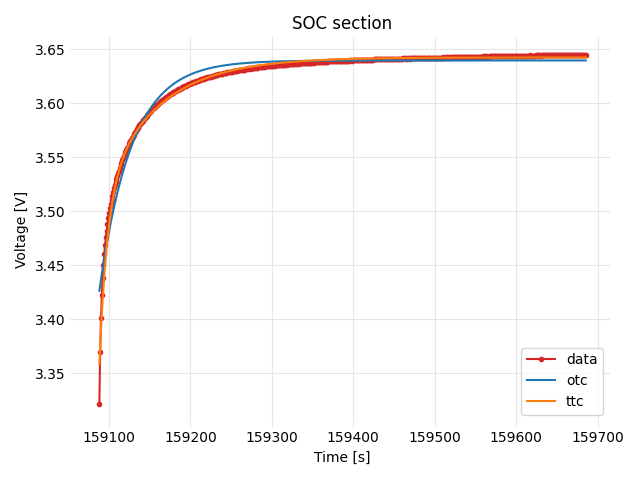 SOC section
Voltage [V]
3.65
3.60
3.55
3.50
3.45
3.40
3.35
data
otc
ttc
159100 159200 159300 159400 159500 159600 159700
Time [s]